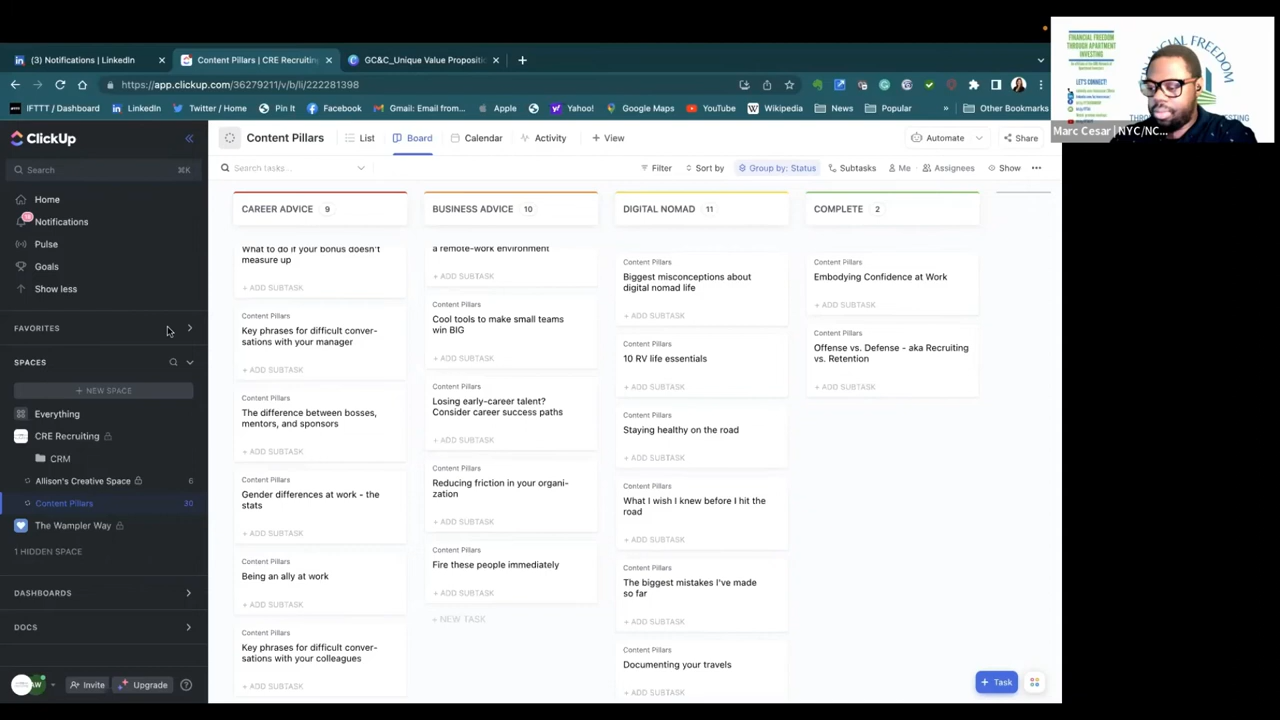 (3) Notifications | LinkedIn
Content Pillars | CRE Recruiting
GC&C_Unique Value Propositi
https://app.clickup.com/36279211/v/b/li/222281398
IFTTT / Dashboard
LinkedIn
Twitter / Home
Pin It
Facebook
Gmail: Email from...
Apple
Yahoo!
Google Maps
YouTube
Wikipedia
News
Popular
»
Other Bookmarks
FINANCIAL FREEDOM
THROUGH APARTMENT
INVESTING
LET'S CONNECT!
Marc Cesar | NYC/NC...
ClickUp
Search
⌘K
Home
Notifications
Pulse
Goals
Show less
FAVORITES
SPACES
+ NEW SPACE
Everything
CRE Recruiting
CRM
Allison's Creative Space
6
Content Pillars
30
The Wampler Way
1 HIDDEN SPACE
DASHBOARDS
DOCS
AW
Invite
Upgrade
Content Pillars
List
Board
Calendar
Activity
+ View
Automate
Share
Search tasks...
Filter
Sort by
Group by: Status
Subtasks
Me
Assignees
Show
CAREER ADVICE 9
What to do if your bonus doesn't
measure up
+ ADD SUBTASK
Content Pillars
Key phrases for difficult conver-
sations with your manager
+ ADD SUBTASK
Content Pillars
The difference between bosses,
mentors, and sponsors
+ ADD SUBTASK
Content Pillars
Gender differences at work - the
stats
+ ADD SUBTASK
Content Pillars
Being an ally at work
+ ADD SUBTASK
Content Pillars
Key phrases for difficult conver-
sations with your colleagues
+ ADD SUBTASK
BUSINESS ADVICE 10
a remote-work environment
+ ADD SUBTASK
Content Pillars
Cool tools to make small teams
win BIG
+ ADD SUBTASK
Content Pillars
Losing early-career talent?
Consider career success paths
+ ADD SUBTASK
Content Pillars
Reducing friction in your organi-
zation
+ ADD SUBTASK
Content Pillars
Fire these people immediately
+ ADD SUBTASK
+ NEW TASK
DIGITAL NOMAD 11
Content Pillars
Biggest misconceptions about
digital nomad life
+ ADD SUBTASK
Content Pillars
10 RV life essentials
+ ADD SUBTASK
Content Pillars
Staying healthy on the road
+ ADD SUBTASK
Content Pillars
What I wish I knew before I hit the
road
+ ADD SUBTASK
Content Pillars
The biggest mistakes I've made
so far
+ ADD SUBTASK
Content Pillars
Documenting your travels
+ ADD SUBTASK
COMPLETE 2
Content Pillars
Embodying Confidence at Work
+ ADD SUBTASK
Content Pillars
Offense vs. Defense - aka Recruiting
vs. Retention
+ ADD SUBTASK
+ Task